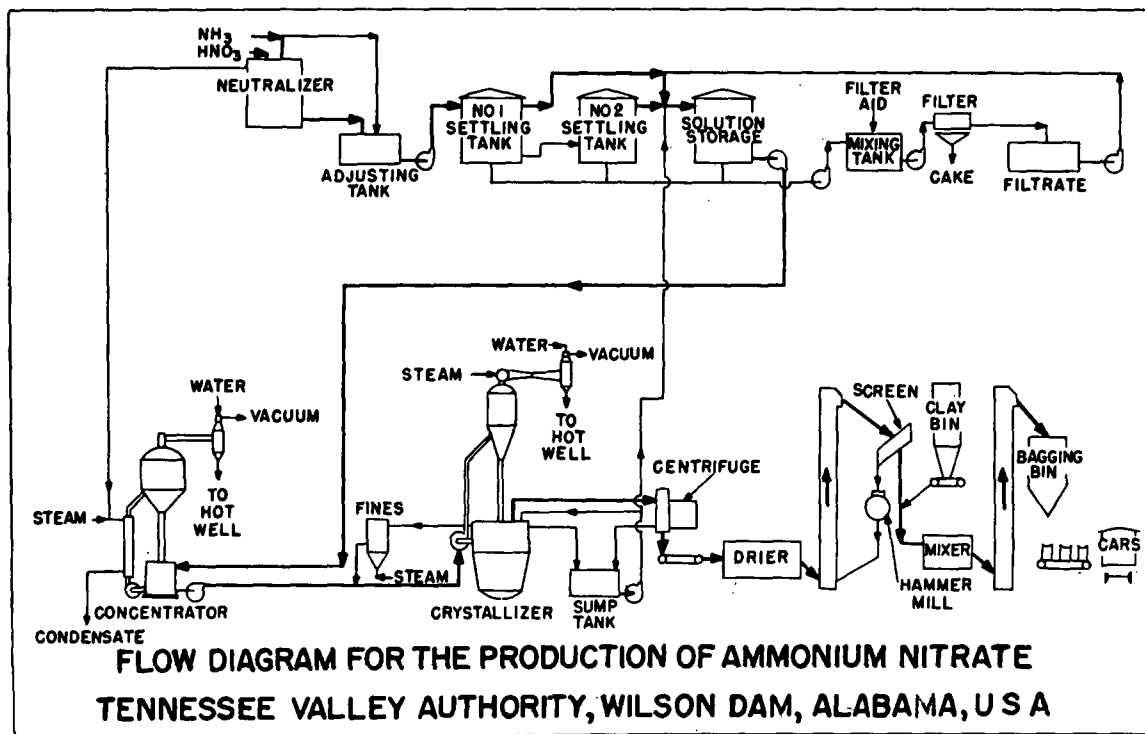 NH3
HNO3
NEUTRALIZER
ADJUSTING
TANK
NO 1
SETTLING
TANK
NO 2
SETTLING
TANK
SOLUTION
STORAGE
FILTER
AID
MIXING
TANK
FILTER
CAKE
FILTRATE
WATER
VACUUM
TO
HOT
WELL
STEAM
CONCENTRATOR
CONDENSATE
FINES
STEAM
STEAM
WATER
VACUUM
TO
HOT
WELL
CRYSTALLIZER
CENTRIFUGE
SUMP
TANK
DRIER
SCREEN
CLAY
BIN
HAMMER
MILL
MIXER
BAGGING
BIN
CARS
FLOW DIAGRAM FOR THE PRODUCTION OF AMMONIUM NITRATE
TENNESSEE VALLEY AUTHORITY, WILSON DAM, ALABAMA, U S A